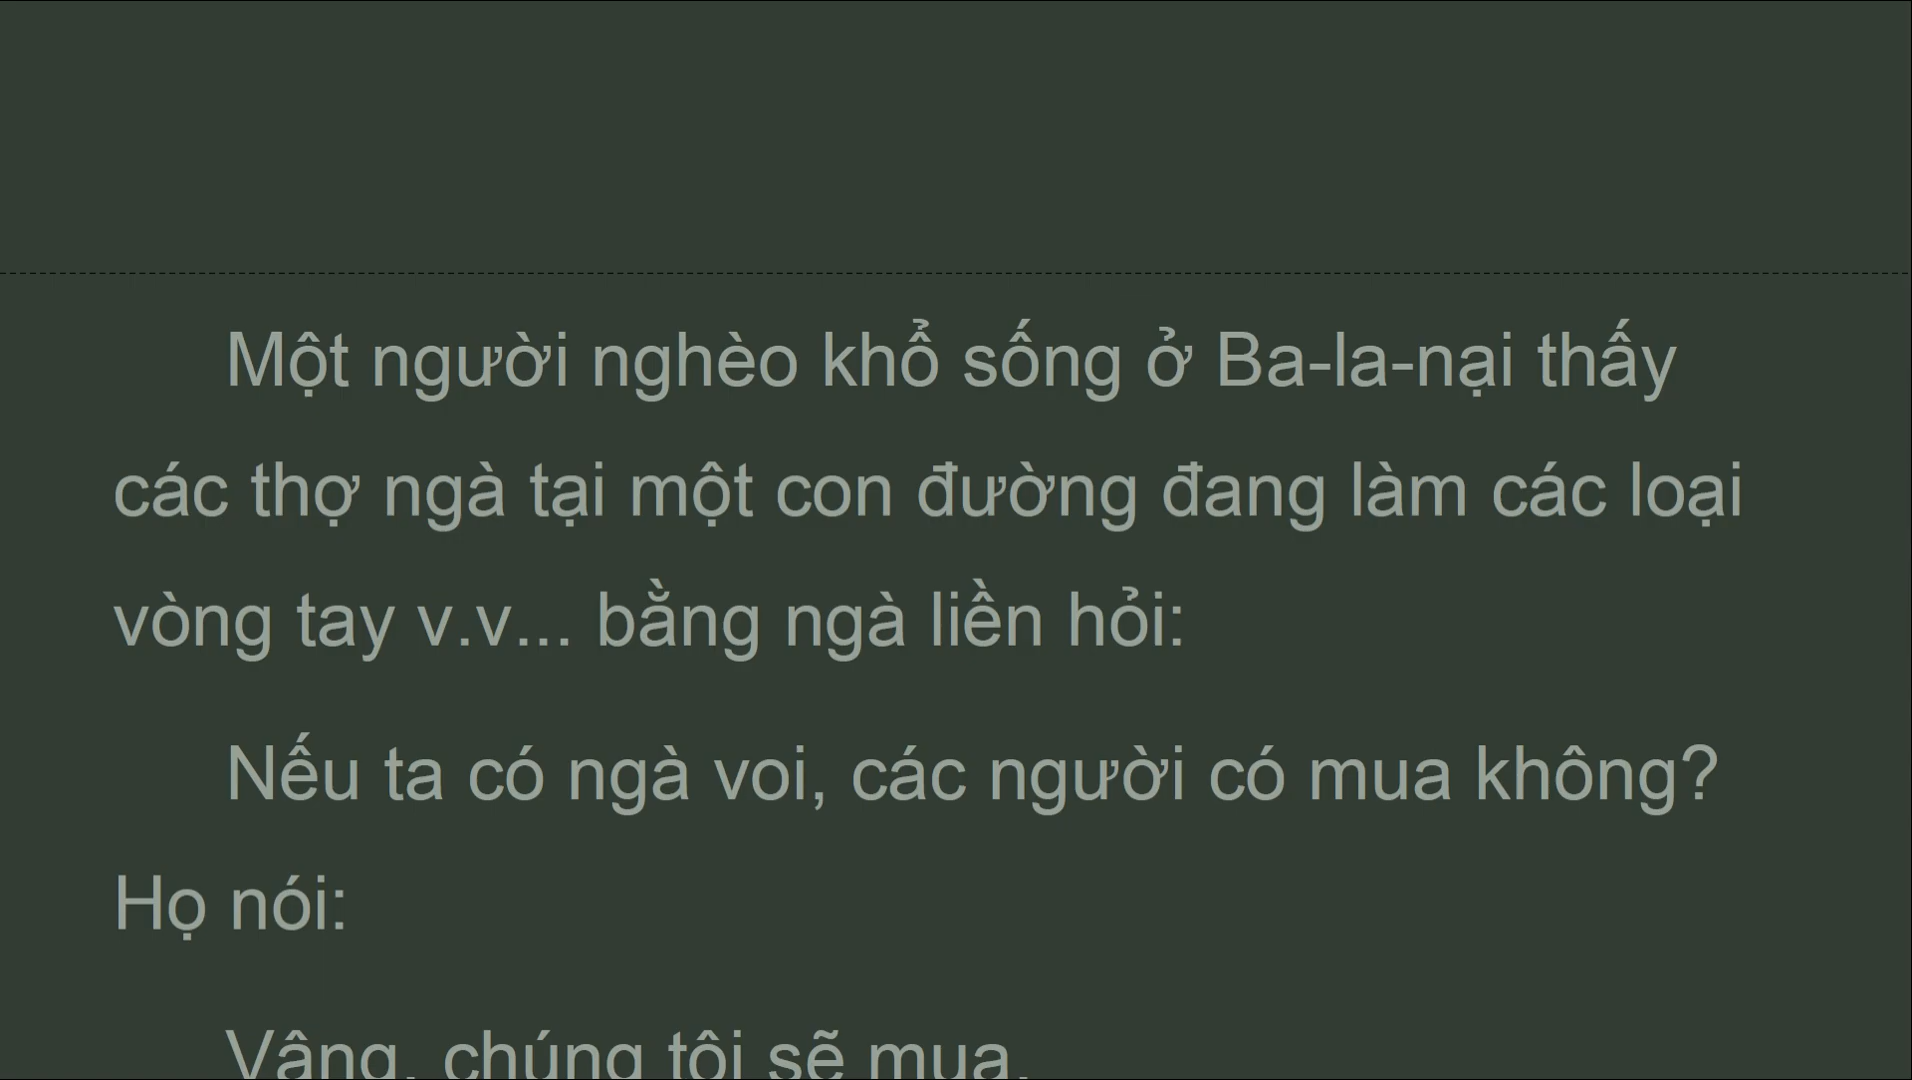 Một người nghèo khổ sống ở Ba-la-nại thấy
các thợ ngà tại một con đường đang làm các loại
vòng tay v.v... bằng ngà liền hỏi:
Nếu ta có ngà voi, các người có mua không?
Họ nói:
Vâng, chúng tôi sẽ mua.